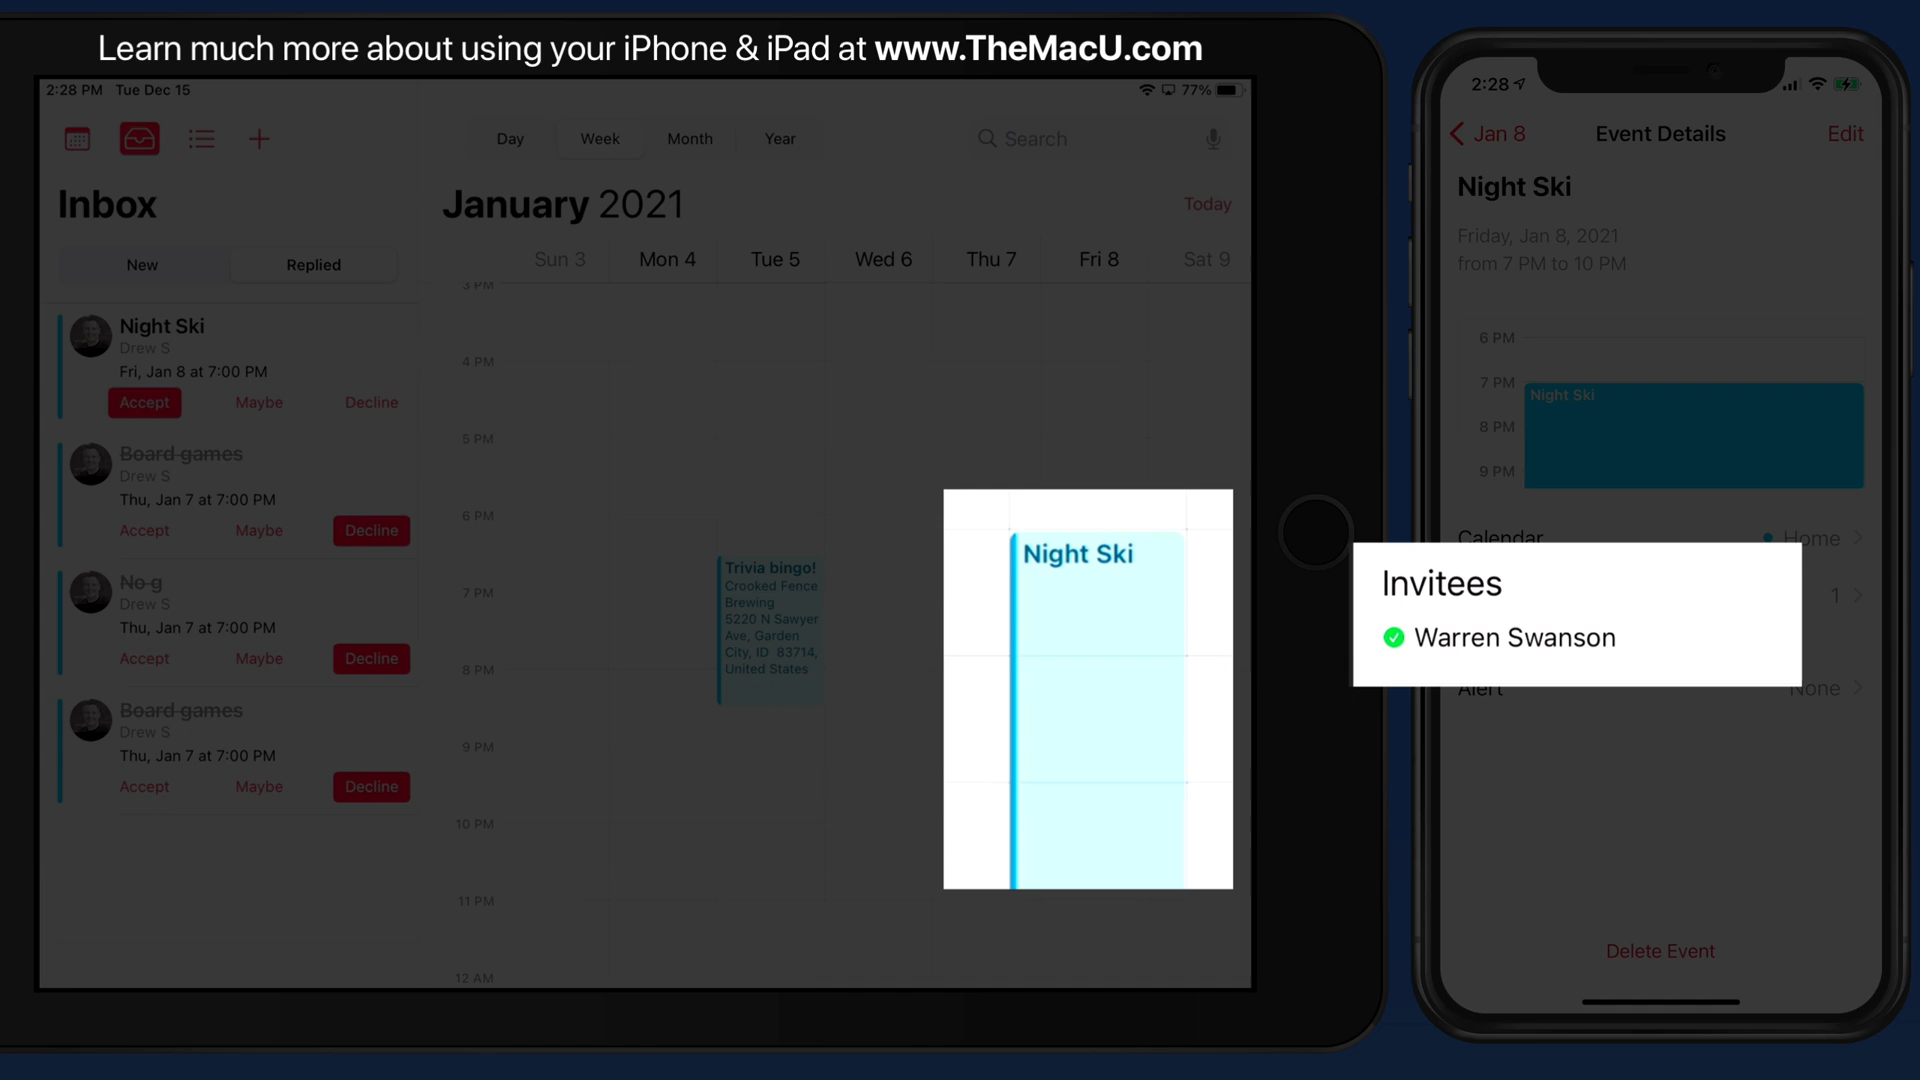 Learn much more about using your iPhone & iPad at www.TheMacU.com
2:28 PM Tue Dec 15
77%
Day Week Month Year
Search
Inbox
January 2021
Today
New Replied
Sun 3 Mon 4 Tue 5 Wed 6 Thu 7 Fri 8 Sat 9
Night Ski
Drew S
Fri, Jan 8 at 7:00 PM
Accept Maybe Decline
Board games
Drew S
Thu, Jan 7 at 7:00 PM
Accept Maybe Decline
No g
Drew S
Thu, Jan 7 at 7:00 PM
Accept Maybe Decline
Board games
Drew S
Thu, Jan 7 at 7:00 PM
Accept Maybe Decline
3 PM
4 PM
5 PM
6 PM
7 PM
8 PM
9 PM
10 PM
11 PM
12 AM
Trivia bingo!
Crooked Fence
Brewing
5220 N Sawyer
Ave, Garden
City, ID 83714,
United States
Night Ski
2:28
Jan 8 Event Details Edit
Night Ski
Friday, Jan 8, 2021
from 7 PM to 10 PM
6 PM
7 PM
Night Ski
8 PM
9 PM
Calendar Home
Invitees
1
Warren Swanson
Alert None
Delete Event